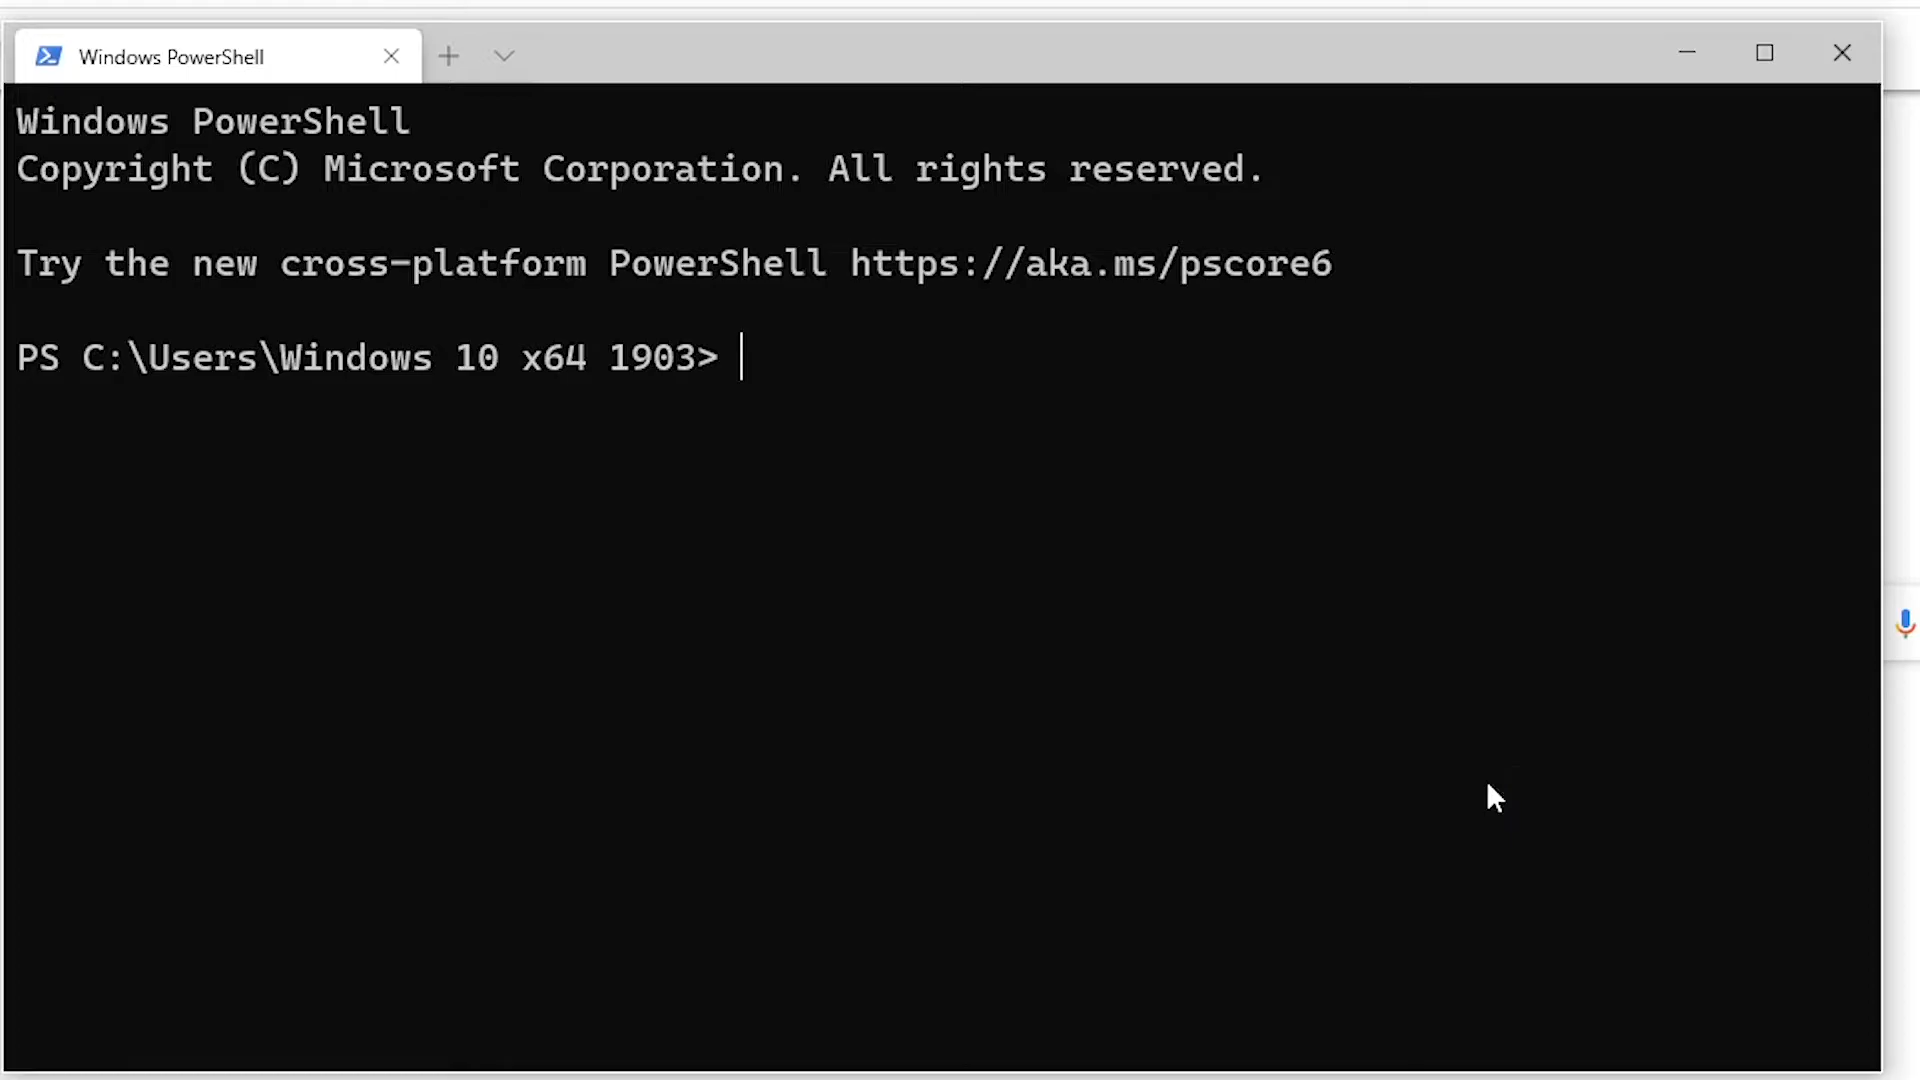 Windows PowerShell
Windows PowerShell
Copyright (C) Microsoft Corporation. All rights reserved.
Try the new cross-platform PowerShell https://aka.ms/pscore6
PS C:\Users\Windows 10 x64 1903>